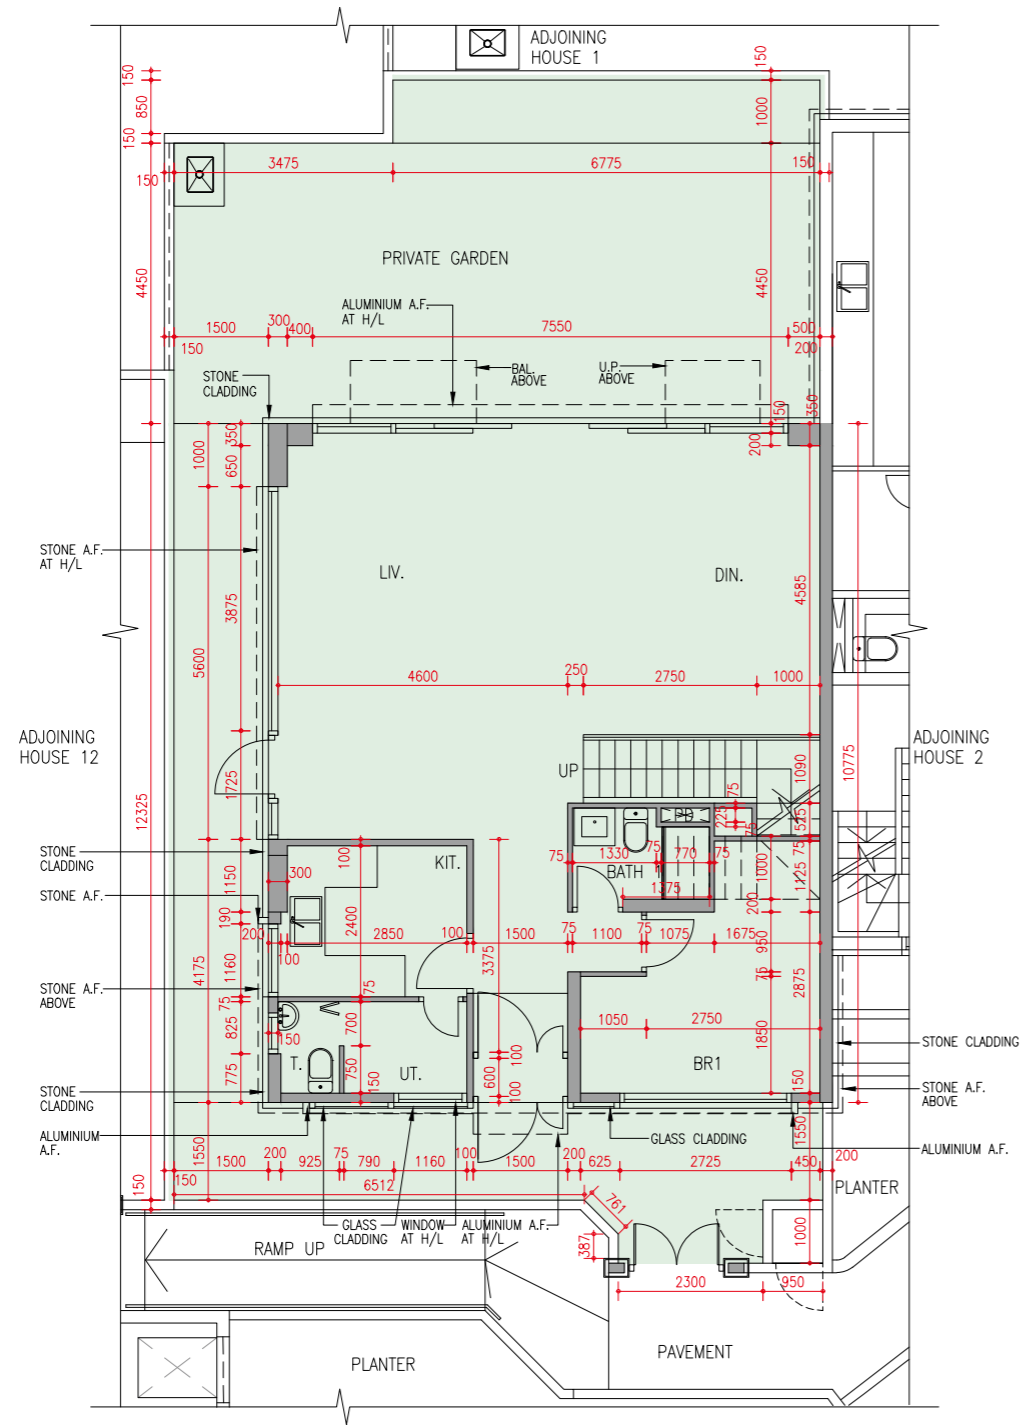 ADJOINING
HOUSE 1
150
850
150
150
1000
3475
6775
150
150
PRIVATE GARDEN
4450
4450
ALUMINIUM A.F.
AT H/L
1500
300
400
7550
500
150
200
STONE
CLADDING
BAL.
ABOVE
U.P.
ABOVE
350
1000
650
150
350
200
STONE A.F.
AT H/L
LIV.
DIN.
3875
4585
5600
4600
250
2750
1000
ADJOINING
HOUSE 12
ADJOINING
HOUSE 2
UP
1725
1090
10775
12325
75
225
75
525
STONE
CLADDING
100
KIT.
75
1330
75
770
75
75
1000
1125
BATH 1
1375
1150
300
STONE A.F.
190
200
2400
200
100
2850
100
1500
75
1100
75
1075
1675
950
3375
4175
1160
STONE A.F.
ABOVE
75
75
75
2875
825
150
700
1050
2750
1850
STONE CLADDING
775
T.
750
150
UT.
600
100
100
BR1
150
STONE
CLADDING
STONE A.F.
ABOVE
ALUMINIUM
A.F.
GLASS CLADDING
ALUMINIUM A.F.
1550
1550
1500
200
925
75
790
1160
100
1500
200
625
2725
450
200
150
150
6512
PLANTER
761
GLASS
CLADDING
WINDOW
AT H/L
ALUMINIUM A.F.
AT H/L
387
1000
RAMP UP
2300
950
PAVEMENT
PLANTER